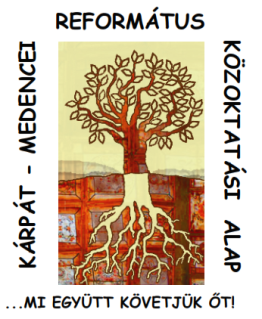 REFORMÁTUS
KÁRPÁT - MEDENCEI
KÖZOKTATÁSI ALAP
...MI EGYÜTT KÖVETJÜK ŐT!